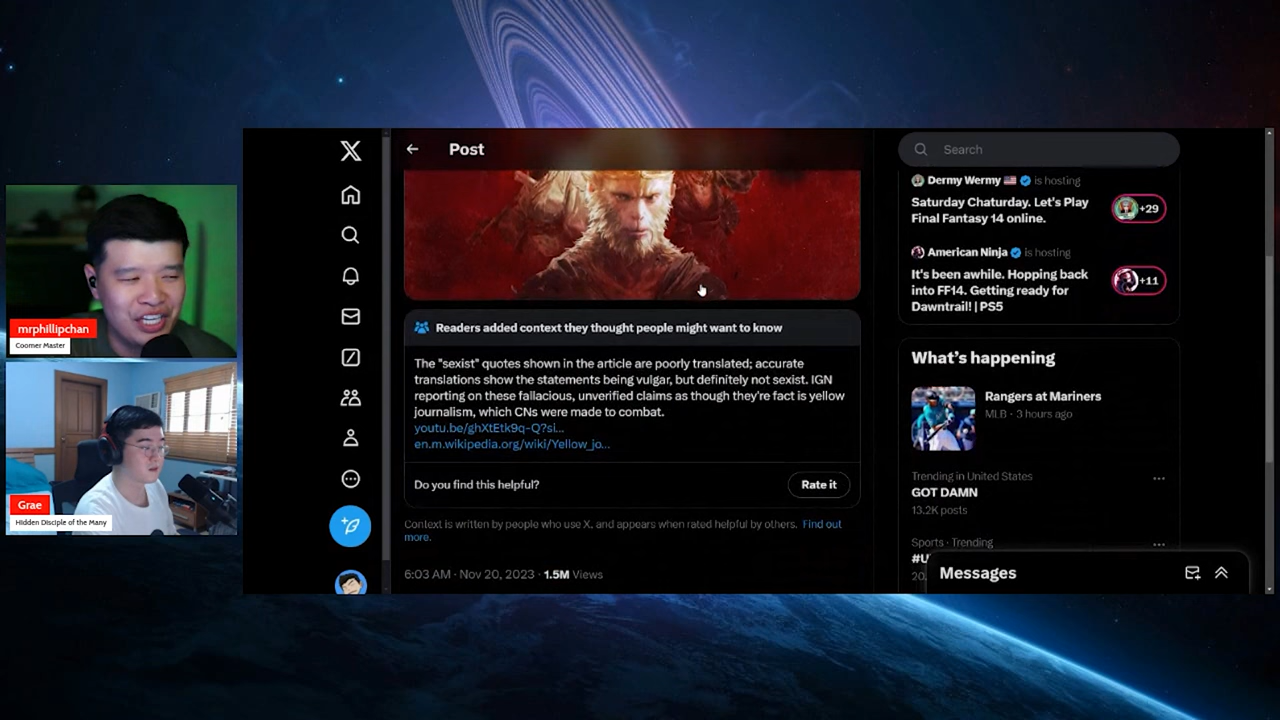 mrphillipchan
Coomer Master
Grae
Hidden Disciple of the Many
X
Post
Readers added context they thought people might want to know
The "sexist" quotes shown in the article are poorly translated; accurate
translations show the statements being vulgar, but definitely not sexist. IGN
reporting on these fallacious, unverified claims as though they're fact is yellow
journalism, which CNs were made to combat.
youtu.be/ghXtEtk9q-Q?si...
en.m.wikipedia.org/wiki/Yellow_jo...
Do you find this helpful?
Rate it
Context is written by people who use X, and appears when rated helpful by others. Find out
more.
6:03 AM · Nov 20, 2023 · 1.5M Views
Search
Dermy Wermy 🇺🇸 is hosting
Saturday Chaturday. Let's Play
Final Fantasy 14 online.
+29
American Ninja is hosting
It's been awhile. Hopping back
into FF14. Getting ready for
Dawntrail! | PS5
+11
What's happening
Rangers at Mariners
MLB · 3 hours ago
Trending in United States
GOT DAMN
13.2K posts
Sports · Trending
#U
20.
Messages